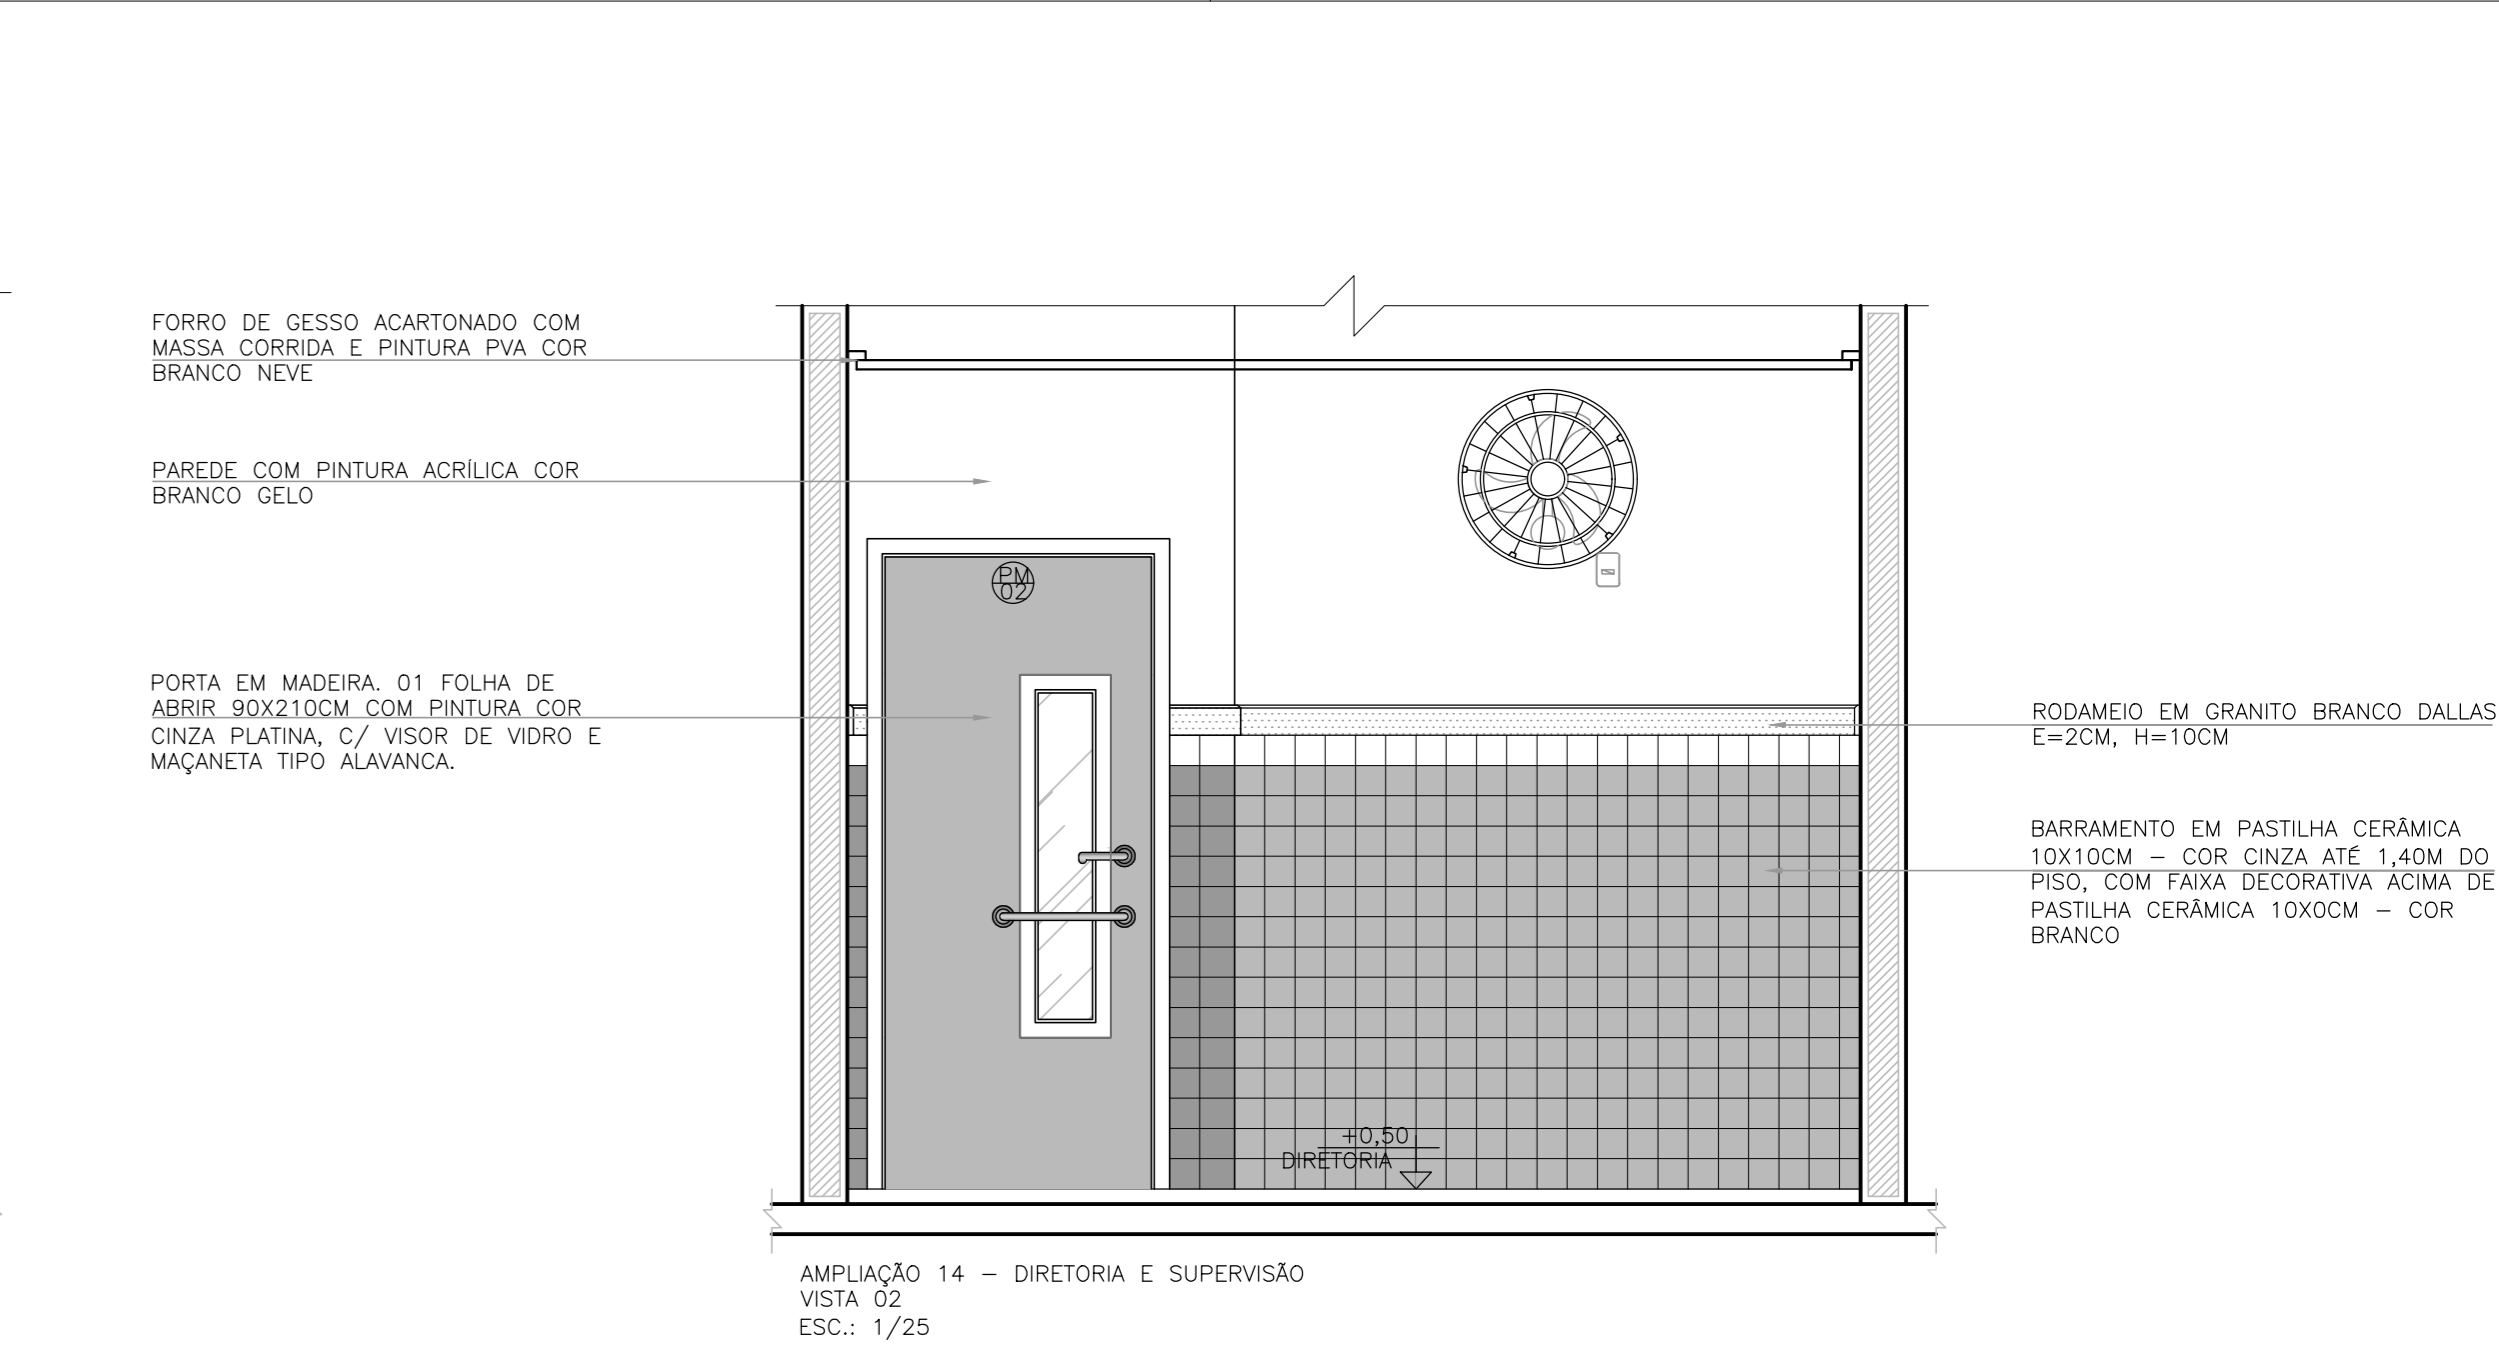 FORRO DE GESSO ACARTONADO COM
MASSA CORRIDA E PINTURA PVA COR
BRANCO NEVE
PAREDE COM PINTURA ACRÍLICA COR
BRANCO GELO
PORTA EM MADEIRA. 01 FOLHA DE
ABRIR 90X210CM COM PINTURA COR
CINZA PLATINA, C/ VISOR DE VIDRO E
MAÇANETA TIPO ALAVANCA.
PM
02
RODAMEIO EM GRANITO BRANCO DALLAS
E=2CM, H=10CM
BARRAMENTO EM PASTILHA CERÂMICA
10X10CM – COR CINZA ATÉ 1,40M DO
PISO, COM FAIXA DECORATIVA ACIMA DE
PASTILHA CERÂMICA 10X0CM – COR
BRANCO
+0,50
DIRETORIA
AMPLIAÇÃO 14 – DIRETORIA E SUPERVISÃO
VISTA 02
ESC.: 1/25